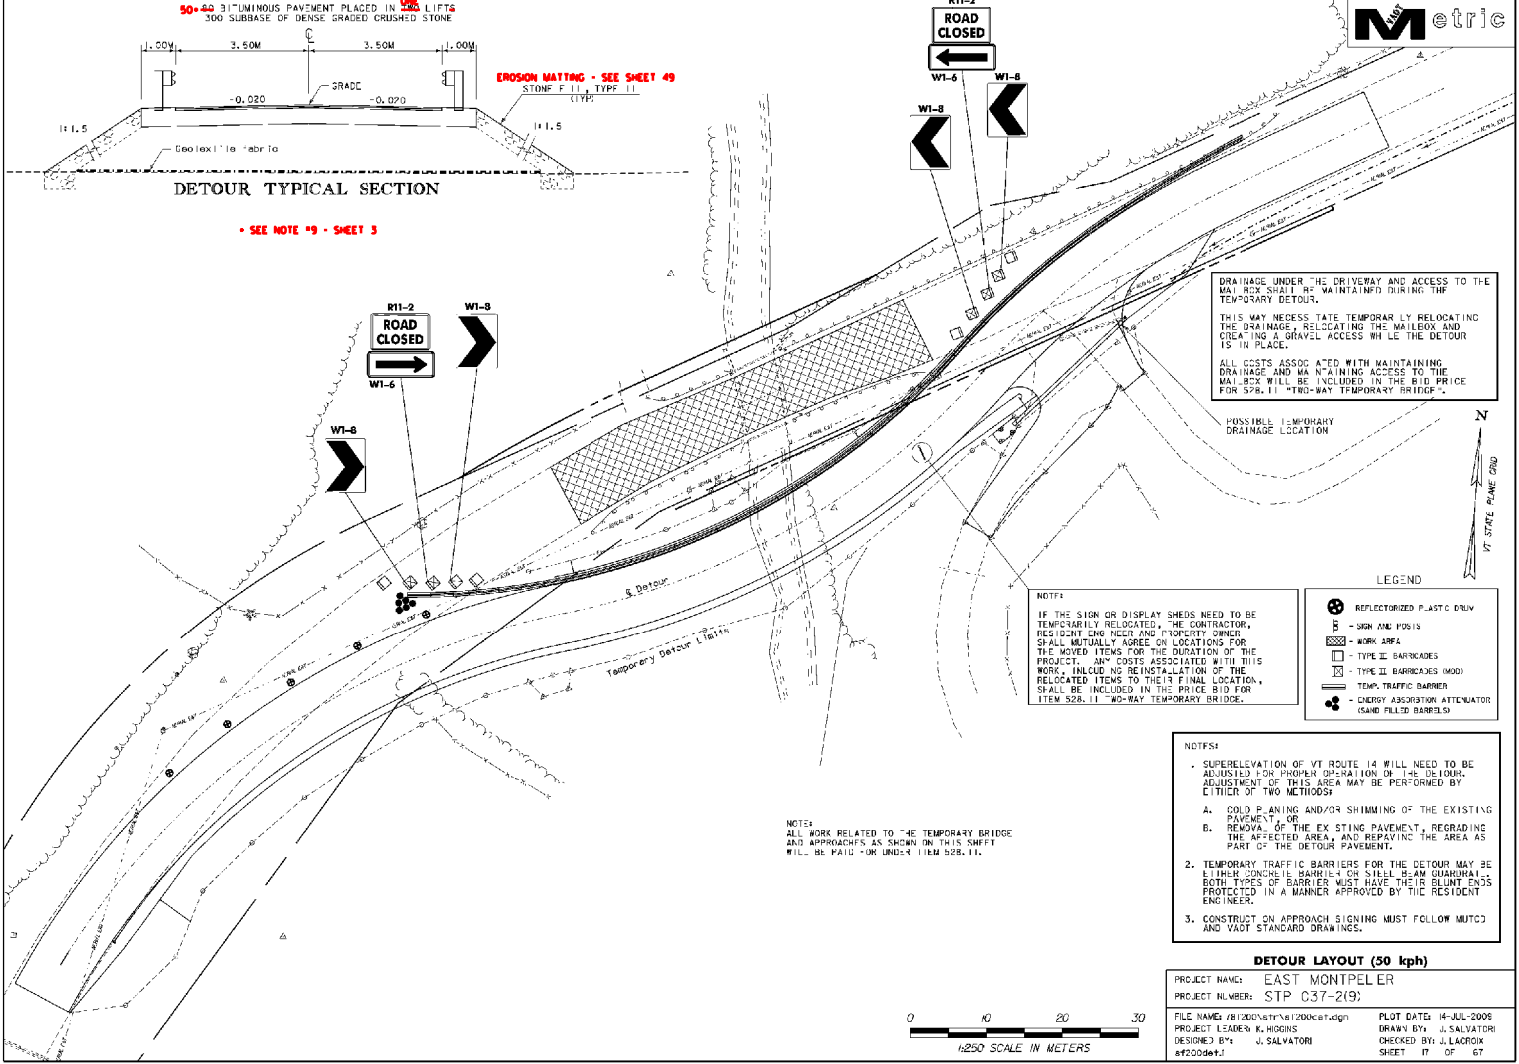 BITUMINOUS PAVEMENT PLACED IN LIFTS
300 SUBBASE OF DENSE GRADED CRUSHED STONE
1.00M 3.50M 3.50M 1.00M
GRADE
-0.020 -0.020
1:1.5
1:1.5
EROSION MATTING - SEE SHEET 49
STONE FILL, TYPE II
(TYP)
Geotextile fabric
DETOUR TYPICAL SECTION
• SEE NOTE #9 - SHEET 3
R11-2
ROAD
CLOSED
W1-6
W1-8
W1-8
VAOT
Metric
R11-2
ROAD
CLOSED
W1-6
W1-8
W1-8
DRAINAGE UNDER THE DRIVEWAY AND ACCESS TO THE
MAILBOX SHALL BE MAINTAINED DURING THE
TEMPORARY DETOUR.
THIS MAY NECESSITATE TEMPORARILY RELOCATING
THE DRAINAGE, RELOCATING THE MAILBOX AND
CREATING A GRAVEL ACCESS WHILE THE DETOUR
IS IN PLACE.
ALL COSTS ASSOCIATED WITH MAINTAINING
DRAINAGE AND MAINTAINING ACCESS TO THE
MAILBOX WILL BE INCLUDED IN THE BID PRICE
FOR 528.11 "TWO-WAY TEMPORARY BRIDGE".
POSSIBLE TEMPORARY
DRAINAGE LOCATION
N
VT STATE PLANE GRID
1
℄ Detour
Temporary Detour Limits
NOTE:
IF THE SIGN OR DISPLAY SHEDS NEED TO BE
TEMPORARILY RELOCATED, THE CONTRACTOR,
RESIDENT ENGINEER AND PROPERTY OWNER
SHALL MUTUALLY AGREE ON LOCATIONS FOR
THE MOVED ITEMS FOR THE DURATION OF THE
PROJECT. ANY COSTS ASSOCIATED WITH THIS
WORK, INLCUDING REINSTALLATION OF THE
RELOCATED ITEMS TO THEIR FINAL LOCATION,
SHALL BE INCLUDED IN THE PRICE BID FOR
ITEM 528.11 TWO-WAY TEMPORARY BRIDGE.
LEGEND
REFLECTORIZED PLASTIC DRUM
- SIGN AND POSTS
- WORK AREA
- TYPE III BARRICADES
- TYPE III BARRICADES (MOD)
TEMP. TRAFFIC BARRIER
- ENERGY ABSORBTION ATTENUATOR
(SAND FILLED BARRELS)
NOTE:
ALL WORK RELATED TO THE TEMPORARY BRIDGE
AND APPROACHES AS SHOWN ON THIS SHEET
WILL BE PAID FOR UNDER ITEM 528.11.
NOTES:
. SUPERELEVATION OF VT ROUTE 14 WILL NEED TO BE
ADJUSTED FOR PROPER OPERATION OF THE DETOUR.
ADJUSTMENT OF THIS AREA MAY BE PERFORMED BY
EITHER OF TWO METHODS:
A. COLD PLANING AND/OR SHIMMING OF THE EXISTING
PAVEMENT, OR
B. REMOVAL OF THE EXISTING PAVEMENT, REGRADING
THE AFFECTED AREA, AND REPAVING THE AREA AS
PART OF THE DETOUR PAVEMENT.
2. TEMPORARY TRAFFIC BARRIERS FOR THE DETOUR MAY BE
EITHER CONCRETE BARRIER OR STEEL BEAM GUARDRAIL.
BOTH TYPES OF BARRIER MUST HAVE THEIR BLUNT ENDS
PROTECTED IN A MANNER APPROVED BY THE RESIDENT
ENGINEER.
3. CONSTRUCTION APPROACH SIGNING MUST FOLLOW MUTCD
AND VAOT STANDARD DRAWINGS.
DETOUR LAYOUT (50 kph)
PROJECT NAME: EAST MONTPELIER
PROJECT NUMBER: STP 037-2(9)
FILE NAME: /81200\str\s
PROJECT LEADER: K. HIGGINS
DESIGNED BY: J. SALVATORI
PLOT DATE: 14-JUL-2009
DRAWN BY: J. SALVATORI
CHECKED BY: J. LACROIX
SHEET 17 OF 67
0 10 20 30
1:250 SCALE IN METERS